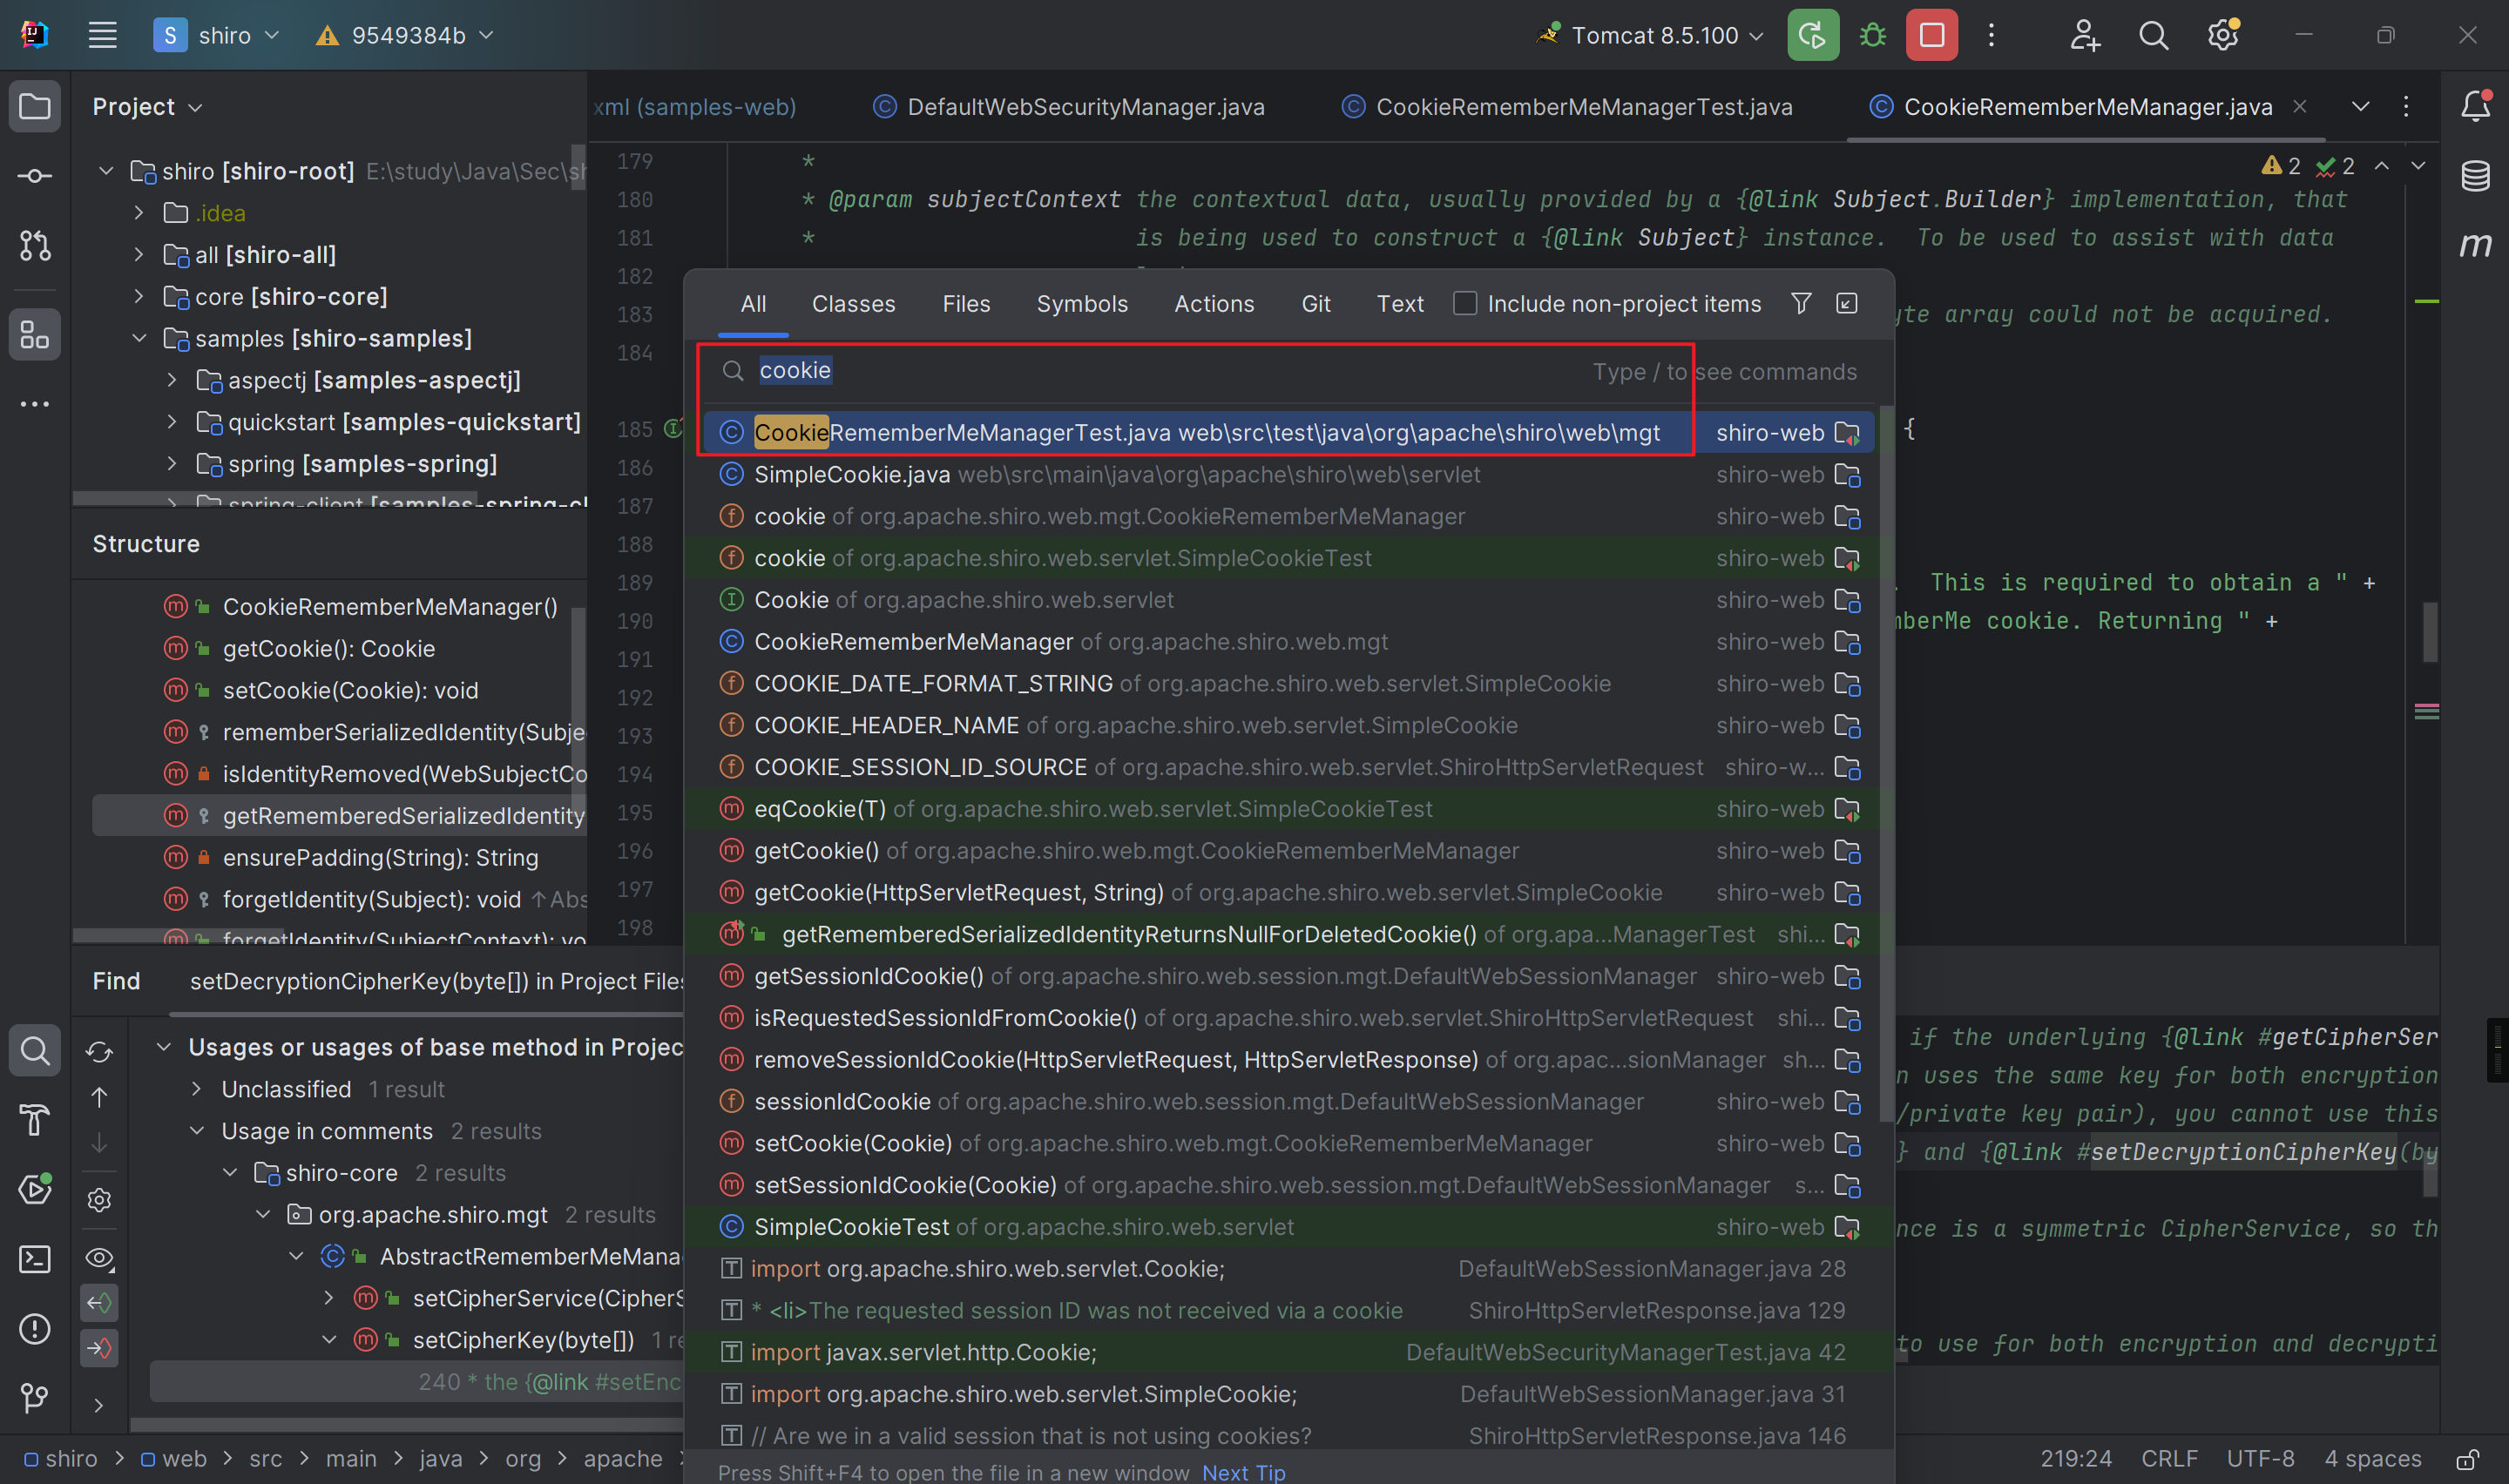 S shiro 9549384b Tomcat 8.5.100
Project
xml (samples-web) DefaultWebSecurityManager.java CookieRememberMeManagerTest.java CookieRememberMeManager.java
shiro [shiro-root] E:\study\Java\Sec\sh
.idea
all [shiro-all]
core [shiro-core]
samples [shiro-samples]
aspectj [samples-aspectj]
quickstart [samples-quickstart]
spring [samples-spring]
spring-client [samples-spring-cl
Structure
CookieRememberMeManager()
getCookie(): Cookie
setCookie(Cookie): void
rememberSerializedIdentity(Subje
isIdentityRemoved(WebSubjectCo
getRememberedSerializedIdentity
ensurePadding(String): String
forgetIdentity(Subject): void ↑Abs
forgetIdentity(SubjectContext): vo
2 2
179 *
180 * @param subjectContext the contextual data, usually provided by a {@link Subject.Builder} implementation, that
181 * is being used to construct a {@link Subject} instance. To be used to assist with data
182
183 yte array could not be acquired.
184
185 {
186
187
188
189 . This is required to obtain a " +
190 mberMe cookie. Returning " +
191
192
193
194
195
196
197
198
All Classes Files Symbols Actions Git Text Include non-project items
cookie Type / to see commands
CookieRememberMeManagerTest.java web\src\test\java\org\apache\shiro\web\mgt shiro-web
SimpleCookie.java web\src\main\java\org\apache\shiro\web\servlet shiro-web
cookie of org.apache.shiro.web.mgt.CookieRememberMeManager shiro-web
cookie of org.apache.shiro.web.servlet.SimpleCookieTest shiro-web
Cookie of org.apache.shiro.web.servlet shiro-web
CookieRememberMeManager of org.apache.shiro.web.mgt shiro-web
COOKIE_DATE_FORMAT_STRING of org.apache.shiro.web.servlet.SimpleCookie shiro-web
COOKIE_HEADER_NAME of org.apache.shiro.web.servlet.SimpleCookie shiro-web
COOKIE_SESSION_ID_SOURCE of org.apache.shiro.web.servlet.ShiroHttpServletRequest shiro-w...
eqCookie(T) of org.apache.shiro.web.servlet.SimpleCookieTest shiro-web
getCookie() of org.apache.shiro.web.mgt.CookieRememberMeManager shiro-web
getCookie(HttpServletRequest, String) of org.apache.shiro.web.servlet.SimpleCookie shiro-web
getRememberedSerializedIdentityReturnsNullForDeletedCookie() of org.apa...ManagerTest shi...
getSessionIdCookie() of org.apache.shiro.web.session.mgt.DefaultWebSessionManager shiro-web
isRequestedSessionIdFromCookie() of org.apache.shiro.web.servlet.ShiroHttpServletRequest shi...
removeSessionIdCookie(HttpServletRequest, HttpServletResponse) of org.apac...sionManager sh...
sessionIdCookie of org.apache.shiro.web.session.mgt.DefaultWebSessionManager shiro-web
setCookie(Cookie) of org.apache.shiro.web.mgt.CookieRememberMeManager shiro-web
setSessionIdCookie(Cookie) of org.apache.shiro.web.session.mgt.DefaultWebSessionManager s...
SimpleCookieTest of org.apache.shiro.web.servlet shiro-web
import org.apache.shiro.web.servlet.Cookie; DefaultWebSessionManager.java 28
* <li>The requested session ID was not received via a cookie ShiroHttpServletResponse.java 129
import javax.servlet.http.Cookie; DefaultWebSecurityManagerTest.java 42
import org.apache.shiro.web.servlet.SimpleCookie; DefaultWebSessionManager.java 31
// Are we in a valid session that is not using cookies? ShiroHttpServletResponse.java 146
Press Shift+F4 to open the file in a new window Next Tip
Find setDecryptionCipherKey(byte[]) in Project Files
Usages or usages of base method in Projec
Unclassified 1 result
Usage in comments 2 results
shiro-core 2 results
org.apache.shiro.mgt 2 results
AbstractRememberMeMana
setCipherService(CipherS
setCipherKey(byte[]) 1 re
240 * the {@link #setEnc
if the underlying {@link #getCipherSer
n uses the same key for both encryption
/private key pair), you cannot use this
} and {@link #setDecryptionCipherKey(by
nce is a symmetric CipherService, so th
to use for both encryption and decrypti
shiro > web > src > main > java > org > apache > 219:24 CRLF UTF-8 4 spaces